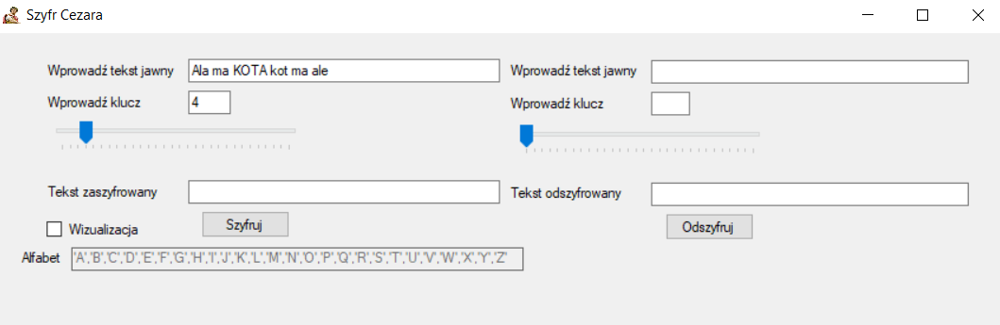 Szyfr Cezara
Wprowadź tekst jawny Ala ma KOTA kot ma ale Wprowadź tekst jawny
Wprowadź klucz 4 Wprowadź klucz
Tekst zaszyfrowany Tekst odszyfrowany
Wizualizacja Szyfruj Odszyfruj
Alfabet 'A','B','C','D','E','F','G','H','I','J','K','L','M','N','O','P','Q','R','S','T','U','V','W','X','Y','Z'